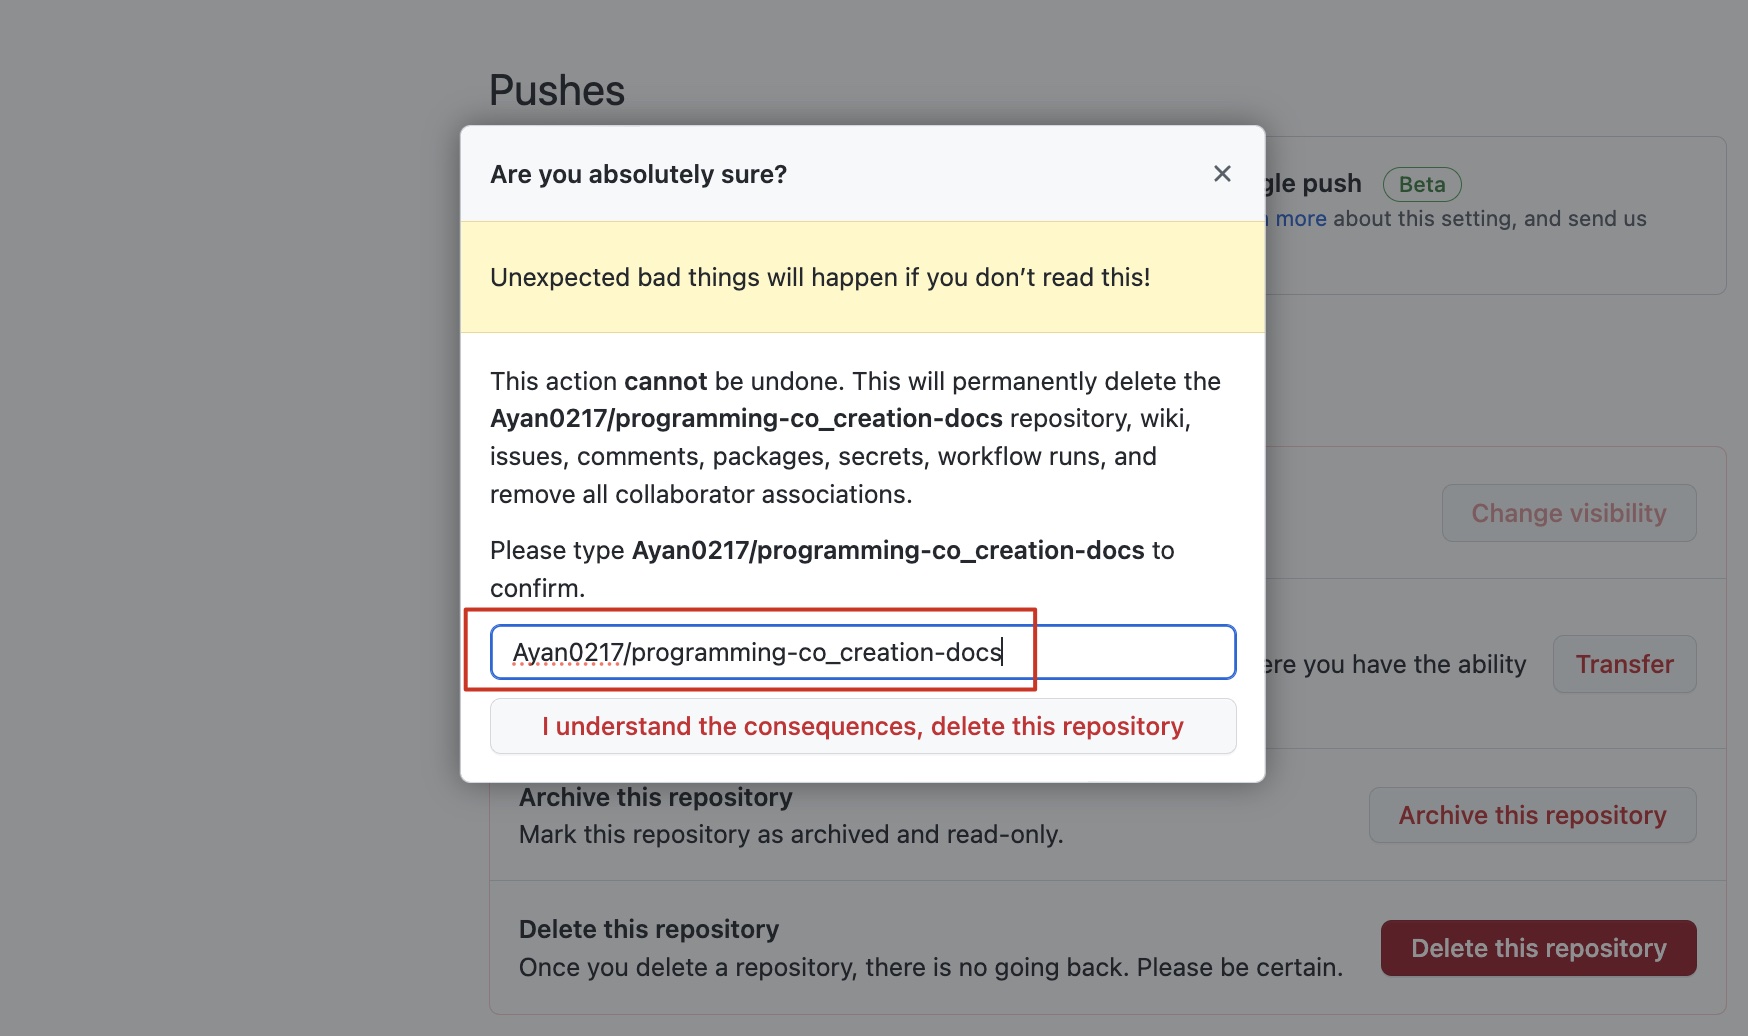 Pushes
Are you absolutely sure?
gle push Beta
more about this setting, and send us
Unexpected bad things will happen if you don’t read this!
This action cannot be undone. This will permanently delete the
Ayan0217/programming-co_creation-docs repository, wiki,
issues, comments, packages, secrets, workflow runs, and
remove all collaborator associations.
Change visibility
Please type Ayan0217/programming-co_creation-docs to
confirm.
Ayan0217/programming-co_creation-docs
ere you have the ability
Transfer
I understand the consequences, delete this repository
Archive this repository
Mark this repository as archived and read-only.
Archive this repository
Delete this repository
Once you delete a repository, there is no going back. Please be certain.
Delete this repository